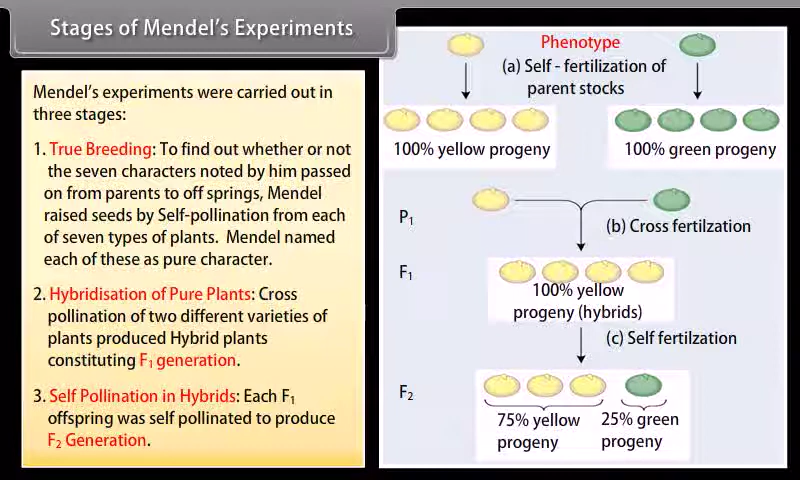 Stages of Mendel's Experiments
Mendel's experiments were carried out in
three stages:
1. True Breeding: To find out whether or not
the seven characters noted by him passed
on from parents to off springs, Mendel
raised seeds by Self-pollination from each
of seven types of plants. Mendel named
each of these as pure character.
2. Hybridisation of Pure Plants: Cross
pollination of two different varieties of
plants produced Hybrid plants
constituting F₁ generation.
3. Self Pollination in Hybrids: Each F₁
offspring was self pollinated to produce
F₂ Generation.
Phenotype
(a) Self - fertilization of
parent stocks
100% yellow progeny
100% green progeny
P₁
(b) Cross fertilzation
F₁
100% yellow
progeny (hybrids)
(c) Self fertilzation
F₂
75% yellow
progeny
25% green
progeny